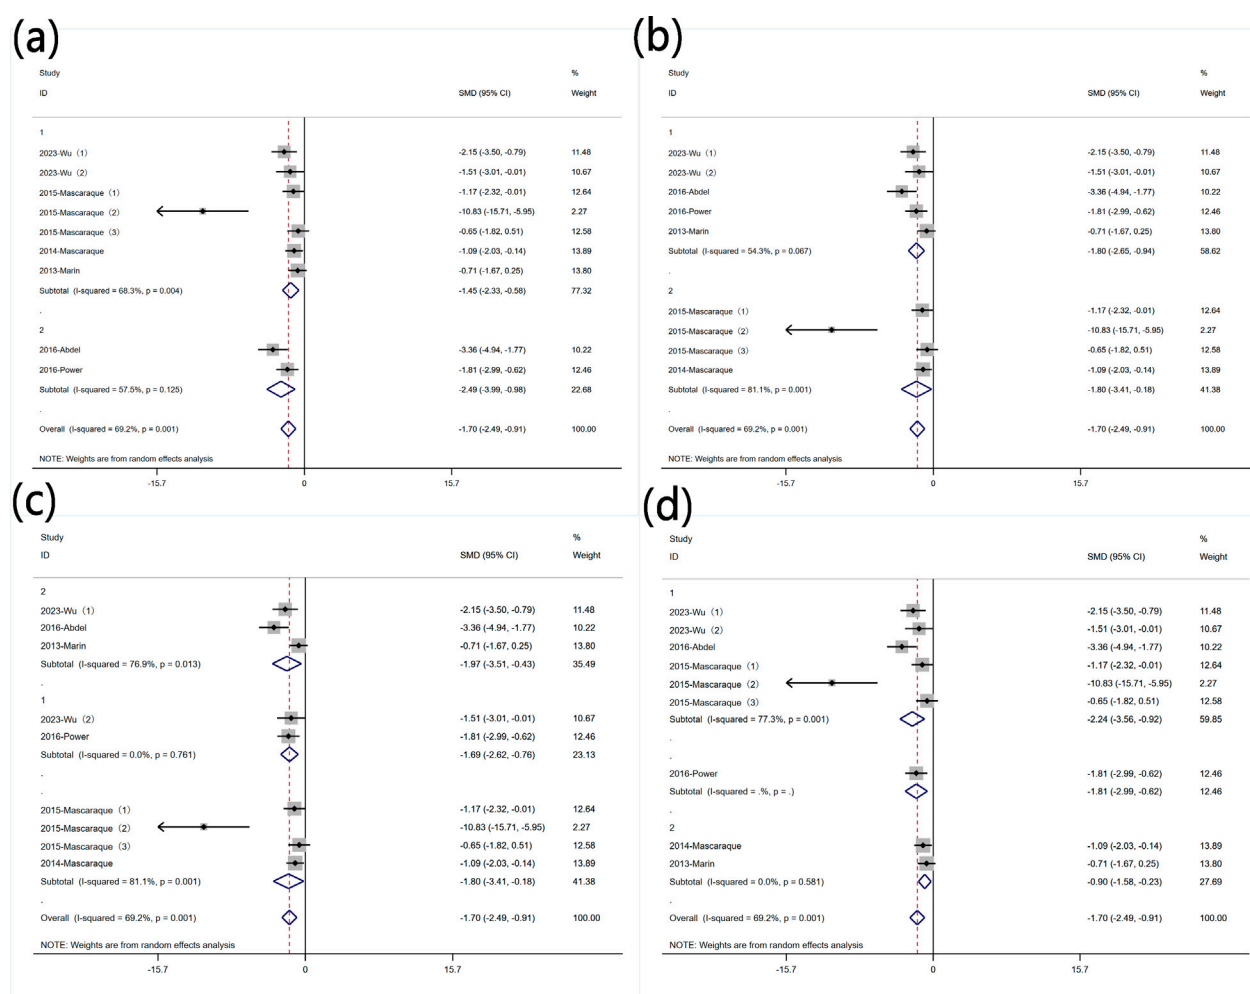 (a)
Study %
ID SMD (95% CI) Weight
1
2023-Wu（1） -2.15 (-3.50, -0.79) 11.48
2023-Wu（2） -1.51 (-3.01, -0.01) 10.67
2015-Mascaraque（1） -1.17 (-2.32, -0.01) 12.64
2015-Mascaraque（2） -10.83 (-15.71, -5.95) 2.27
2015-Mascaraque（3） -0.65 (-1.82, 0.51) 12.58
2014-Mascaraque -1.09 (-2.03, -0.14) 13.89
2013-Marin -0.71 (-1.67, 0.25) 13.80
Subtotal (I-squared = 68.3%, p = 0.004) -1.45 (-2.33, -0.58) 77.32
.
2
2016-Abdel -3.36 (-4.94, -1.77) 10.22
2016-Power -1.81 (-2.99, -0.62) 12.46
Subtotal (I-squared = 57.5%, p = 0.125) -2.49 (-3.99, -0.98) 22.68
.
Overall (I-squared = 69.2%, p = 0.001) -1.70 (-2.49, -0.91) 100.00
NOTE: Weights are from random effects analysis
-15.7 0 15.7
(b)
Study %
ID SMD (95% CI) Weight
1
2023-Wu（1） -2.15 (-3.50, -0.79) 11.48
2023-Wu（2） -1.51 (-3.01, -0.01) 10.67
2016-Abdel -3.36 (-4.94, -1.77) 10.22
2016-Power -1.81 (-2.99, -0.62) 12.46
2013-Marin -0.71 (-1.67, 0.25) 13.80
Subtotal (I-squared = 54.3%, p = 0.067) -1.80 (-2.65, -0.94) 58.62
.
2
2015-Mascaraque（1） -1.17 (-2.32, -0.01) 12.64
2015-Mascaraque（2） -10.83 (-15.71, -5.95) 2.27
2015-Mascaraque（3） -0.65 (-1.82, 0.51) 12.58
2014-Mascaraque -1.09 (-2.03, -0.14) 13.89
Subtotal (I-squared = 81.1%, p = 0.001) -1.80 (-3.41, -0.18) 41.38
.
Overall (I-squared = 69.2%, p = 0.001) -1.70 (-2.49, -0.91) 100.00
NOTE: Weights are from random effects analysis
-15.7 0 15.7
(c)
Study %
ID SMD (95% CI) Weight
2
2023-Wu（1） -2.15 (-3.50, -0.79) 11.48
2016-Abdel -3.36 (-4.94, -1.77) 10.22
2013-Marin -0.71 (-1.67, 0.25) 13.80
Subtotal (I-squared = 76.9%, p = 0.013) -1.97 (-3.51, -0.43) 35.49
.
1
2023-Wu（2） -1.51 (-3.01, -0.01) 10.67
2016-Power -1.81 (-2.99, -0.62) 12.46
Subtotal (I-squared = 0.0%, p = 0.761) -1.69 (-2.62, -0.76) 23.13
.
.
2015-Mascaraque（1） -1.17 (-2.32, -0.01) 12.64
2015-Mascaraque（2） -10.83 (-15.71, -5.95) 2.27
2015-Mascaraque（3） -0.65 (-1.82, 0.51) 12.58
2014-Mascaraque -1.09 (-2.03, -0.14) 13.89
Subtotal (I-squared = 81.1%, p = 0.001) -1.80 (-3.41, -0.18) 41.38
.
Overall (I-squared = 69.2%, p = 0.001) -1.70 (-2.49, -0.91) 100.00
NOTE: Weights are from random effects analysis
-15.7 0 15.7
(d)
Study %
ID SMD (95% CI) Weight
1
2023-Wu（1） -2.15 (-3.50, -0.79) 11.48
2023-Wu（2） -1.51 (-3.01, -0.01) 10.67
2016-Abdel -3.36 (-4.94, -1.77) 10.22
2015-Mascaraque（1） -1.17 (-2.32, -0.01) 12.64
2015-Mascaraque（2） -10.83 (-15.71, -5.95) 2.27
2015-Mascaraque（3） -0.65 (-1.82, 0.51) 12.58
Subtotal (I-squared = 77.3%, p = 0.001) -2.24 (-3.56, -0.92) 59.85
.
.
2016-Power -1.81 (-2.99, -0.62) 12.46
Subtotal (I-squared = .%, p = .) -1.81 (-2.99, -0.62) 12.46
.
2
2014-Mascaraque -1.09 (-2.03, -0.14) 13.89
2013-Marin -0.71 (-1.67, 0.25) 13.80
Subtotal (I-squared = 0.0%, p = 0.581) -0.90 (-1.58, -0.23) 27.69
.
Overall (I-squared = 69.2%, p = 0.001) -1.70 (-2.49, -0.91) 100.00
NOTE: Weights are from random effects analysis
-15.7 0 15.7